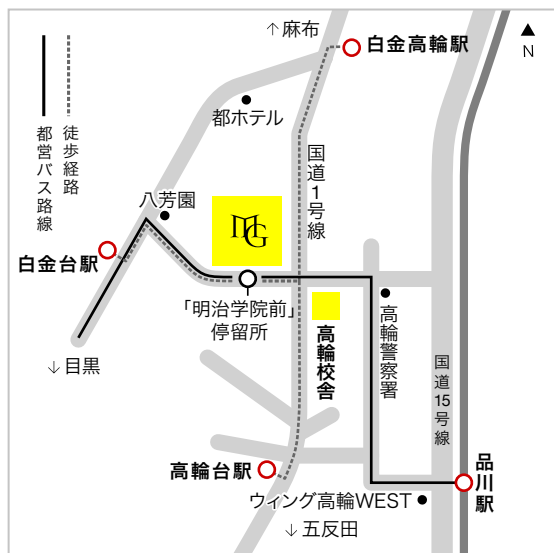 ↑麻布
白金高輪駅
▲
N
都営バス路線
徒歩経路
都ホテル
国道1号線
八芳園
MG
白金台駅
「明治学院前」
停留所
高輪校舎
高輪警察署
国道15号線
↓目黒
高輪台駅
品川駅
ウィング高輪WEST
↓五反田